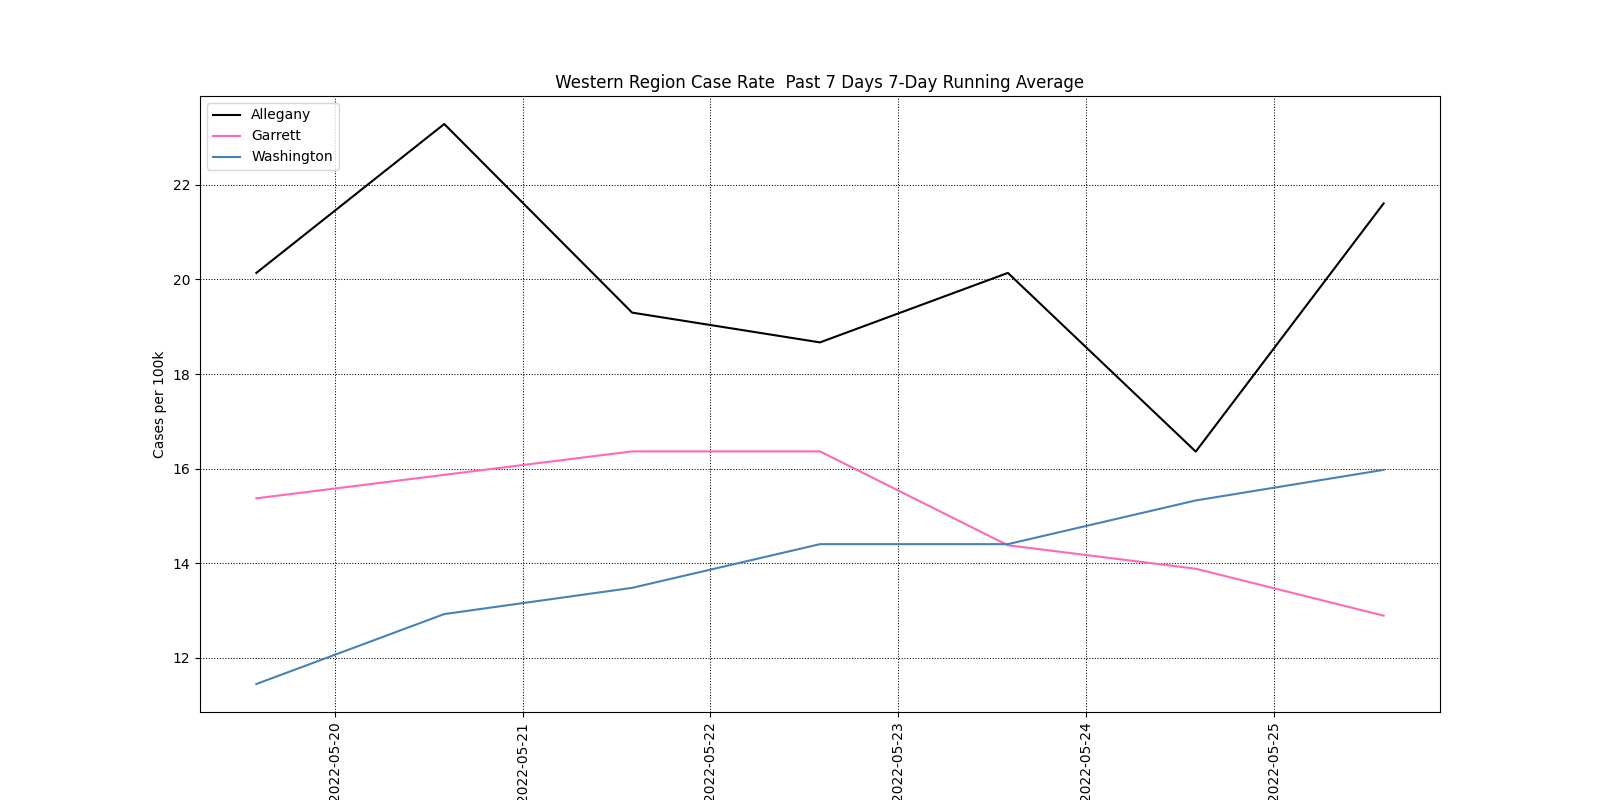 Western Region Case Rate  Past 7 Days 7-Day Running Average
Allegany
Garrett
Washington
22
20
18
16
14
12
Cases per 100k
2022-05-20
2022-05-21
2022-05-22
2022-05-23
2022-05-24
2022-05-25